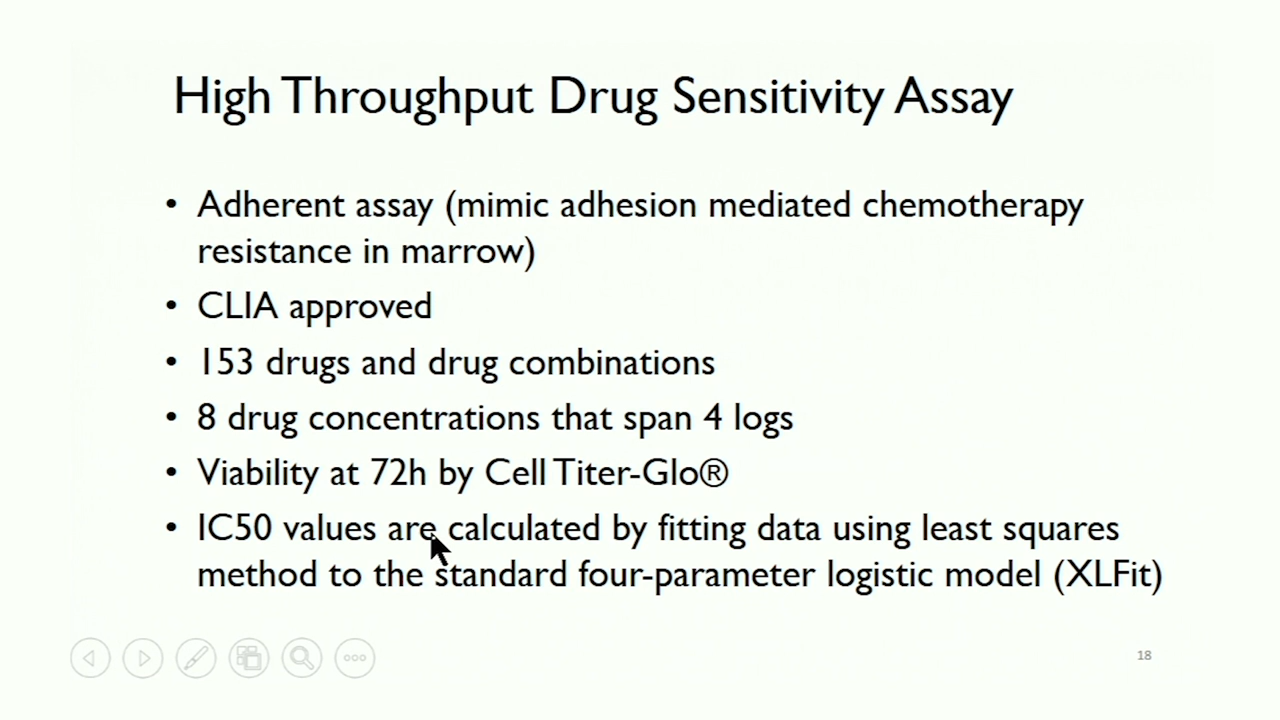 High Throughput Drug Sensitivity Assay
• Adherent assay (mimic adhesion mediated chemotherapy
resistance in marrow)
• CLIA approved
• 153 drugs and drug combinations
• 8 drug concentrations that span 4 logs
• Viability at 72h by Cell Titer-Glo®
• IC50 values are calculated by fitting data using least squares
method to the standard four-parameter logistic model (XLFit)
18